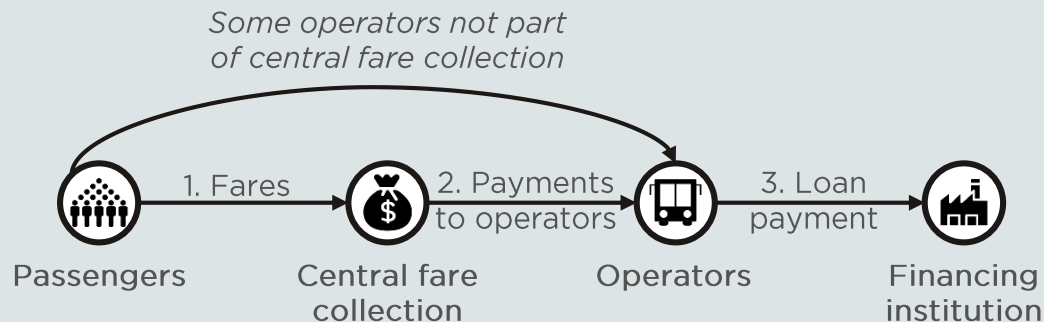 Some operators not part
of central fare collection
1. Fares
2. Payments
to operators
3. Loan
payment
$
Passengers
Central fare
collection
Operators
Financing
institution